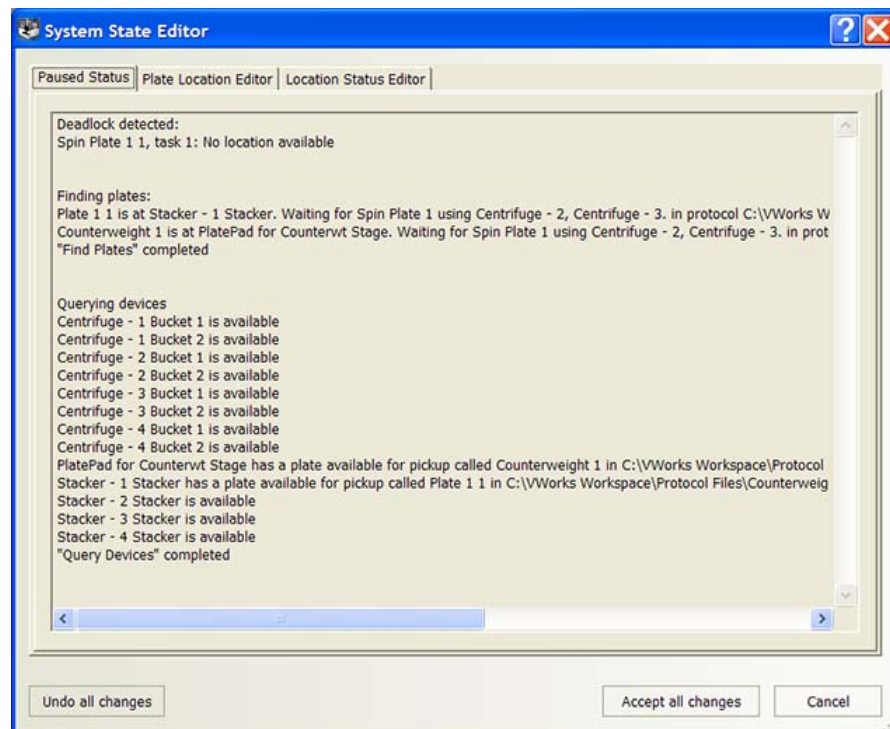 System State Editor
Paused Status
Plate Location Editor
Location Status Editor
Deadlock detected:
Spin Plate 1 1, task 1: No location available
Finding plates:
Plate 1 1 is at Stacker - 1 Stacker. Waiting for Spin Plate 1 using Centrifuge - 2, Centrifuge - 3. in protocol C:\VWorks W
Counterweight 1 is at PlatePad for Counterwt Stage. Waiting for Spin Plate 1 using Centrifuge - 2, Centrifuge - 3. in prot
"Find Plates" completed
Querying devices
Centrifuge - 1 Bucket 1 is available
Centrifuge - 1 Bucket 2 is available
Centrifuge - 2 Bucket 1 is available
Centrifuge - 2 Bucket 2 is available
Centrifuge - 3 Bucket 1 is available
Centrifuge - 3 Bucket 2 is available
Centrifuge - 4 Bucket 1 is available
Centrifuge - 4 Bucket 2 is available
PlatePad for Counterwt Stage has a plate available for pickup called Counterweight 1 in C:\VWorks Workspace\Protocol
Stacker - 1 Stacker has a plate available for pickup called Plate 1 1 in C:\VWorks Workspace\Protocol Files\Counterweig
Stacker - 2 Stacker is available
Stacker - 3 Stacker is available
Stacker - 4 Stacker is available
"Query Devices" completed
Undo all changes
Accept all changes
Cancel